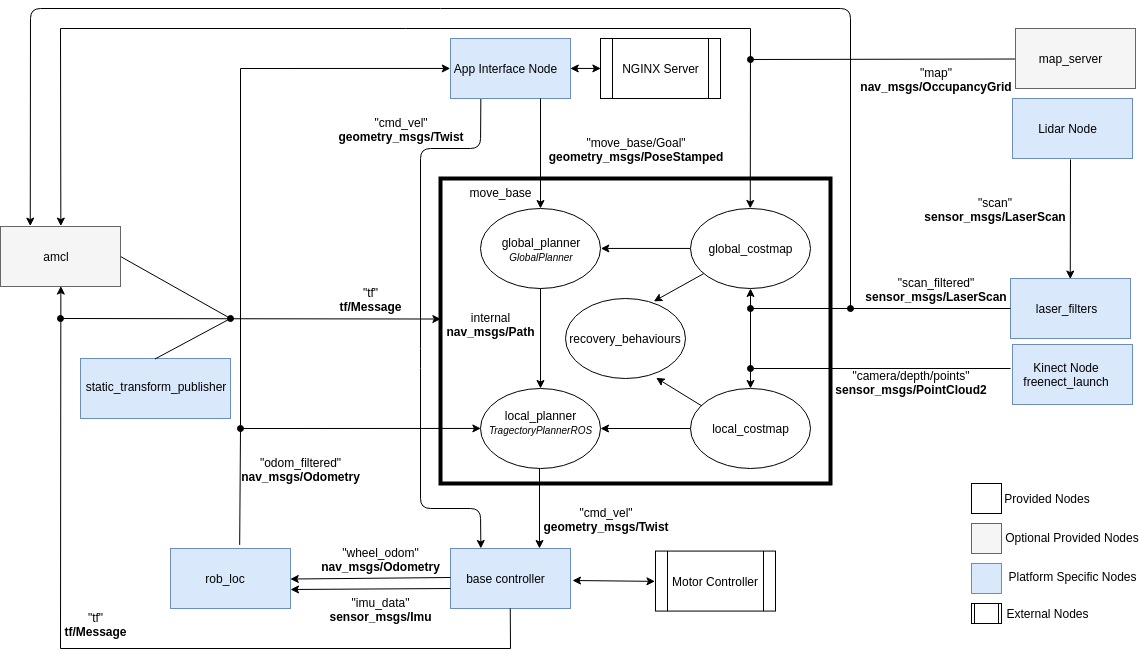 App Interface Node
NGINX Server
map_server
"map"
nav_msgs/OccupancyGrid
Lidar Node
"cmd_vel"
geometry_msgs/Twist
"move_base/Goal"
geometry_msgs/PoseStamped
move_base
"scan"
sensor_msgs/LaserScan
amcl
global_planner
GlobalPlanner
global_costmap
"tf"
tf/Message
"scan_filtered"
sensor_msgs/LaserScan
laser_filters
internal
nav_msgs/Path
recovery_behaviours
static_transform_publisher
"camera/depth/points"
sensor_msgs/PointCloud2
Kinect Node
freenect_launch
local_planner
TragectoryPlannerROS
local_costmap
"odom_filtered"
nav_msgs/Odometry
"cmd_vel"
geometry_msgs/Twist
Provided Nodes
Optional Provided Nodes
Platform Specific Nodes
External Nodes
rob_loc
"wheel_odom"
nav_msgs/Odometry
"imu_data"
sensor_msgs/Imu
base controller
Motor Controller
"tf"
tf/Message